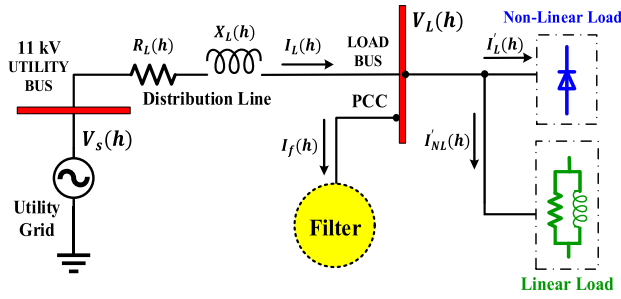 11 kV
UTILITY
BUS
R_L(h)
X_L(h)
I_L(h)
LOAD
BUS
V_L(h)
I'_L(h)
Non-Linear Load
Distribution Line
PCC
V_s(h)
I_f(h)
I'_NL(h)
Utility
Grid
Filter
Linear Load